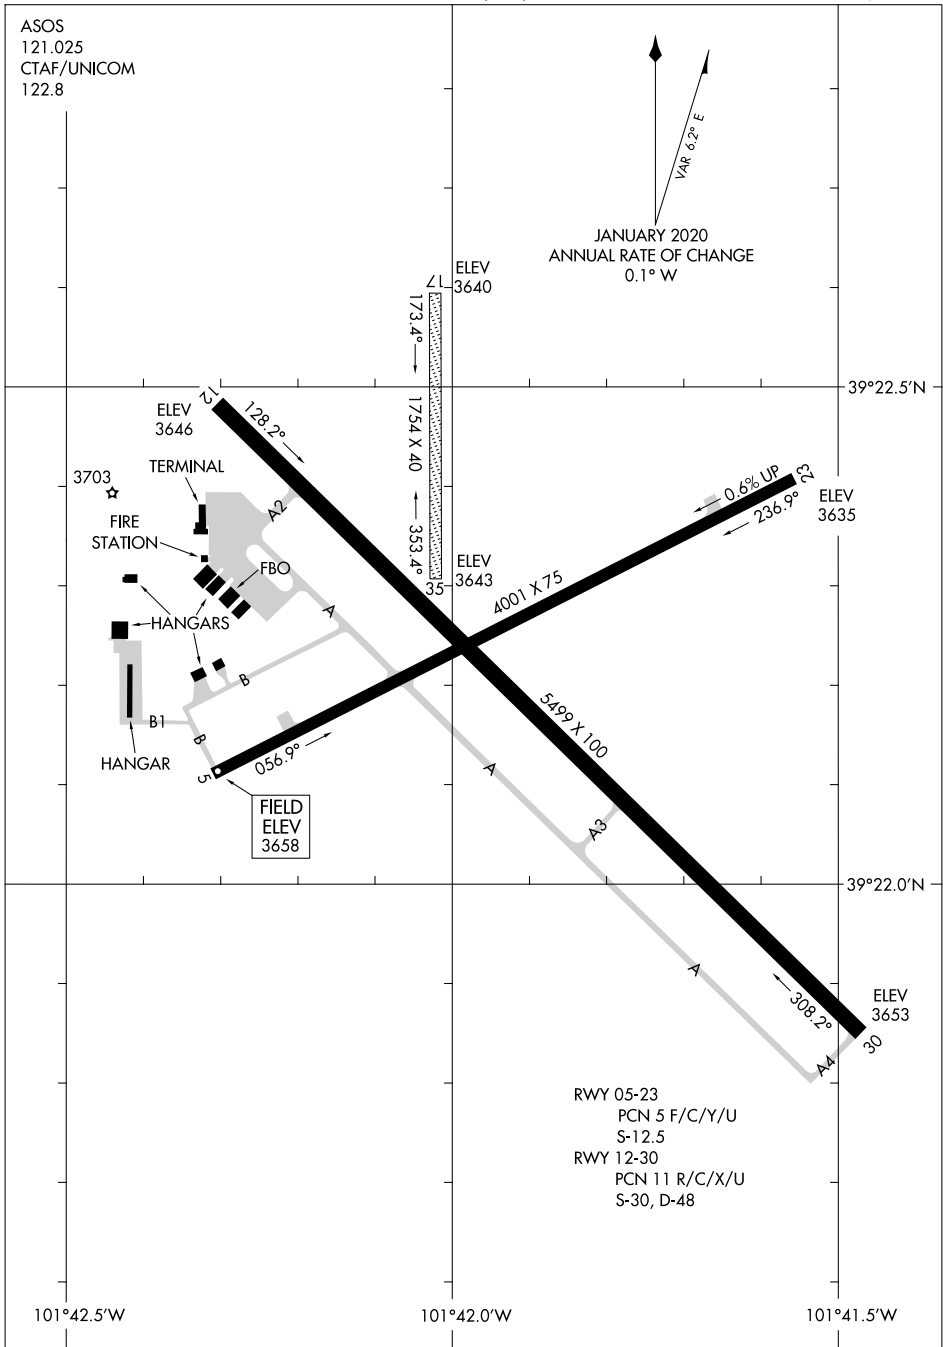 ASOS
121.025
CTAF/UNICOM
122.8
VAR 6.2° E
JANUARY 2020
ANNUAL RATE OF CHANGE
0.1° W
17
ELEV
3640
173.4°
1754 X 40
353.4°
35
ELEV
3643
39°22.5'N
12
ELEV
3646
128.2°
3703
TERMINAL
FIRE
STATION
FBO
HANGARS
A2
A
0.6% UP
236.9°
23
ELEV
3635
4001 X 75
5499 X 100
B
B1
B
HANGAR
5
056.9°
FIELD
ELEV
3658
A
A3
39°22.0'N
A
308.2°
ELEV
3653
30
A4
RWY 05-23
PCN 5 F/C/Y/U
S-12.5
RWY 12-30
PCN 11 R/C/X/U
S-30, D-48
101°42.5'W
101°42.0'W
101°41.5'W